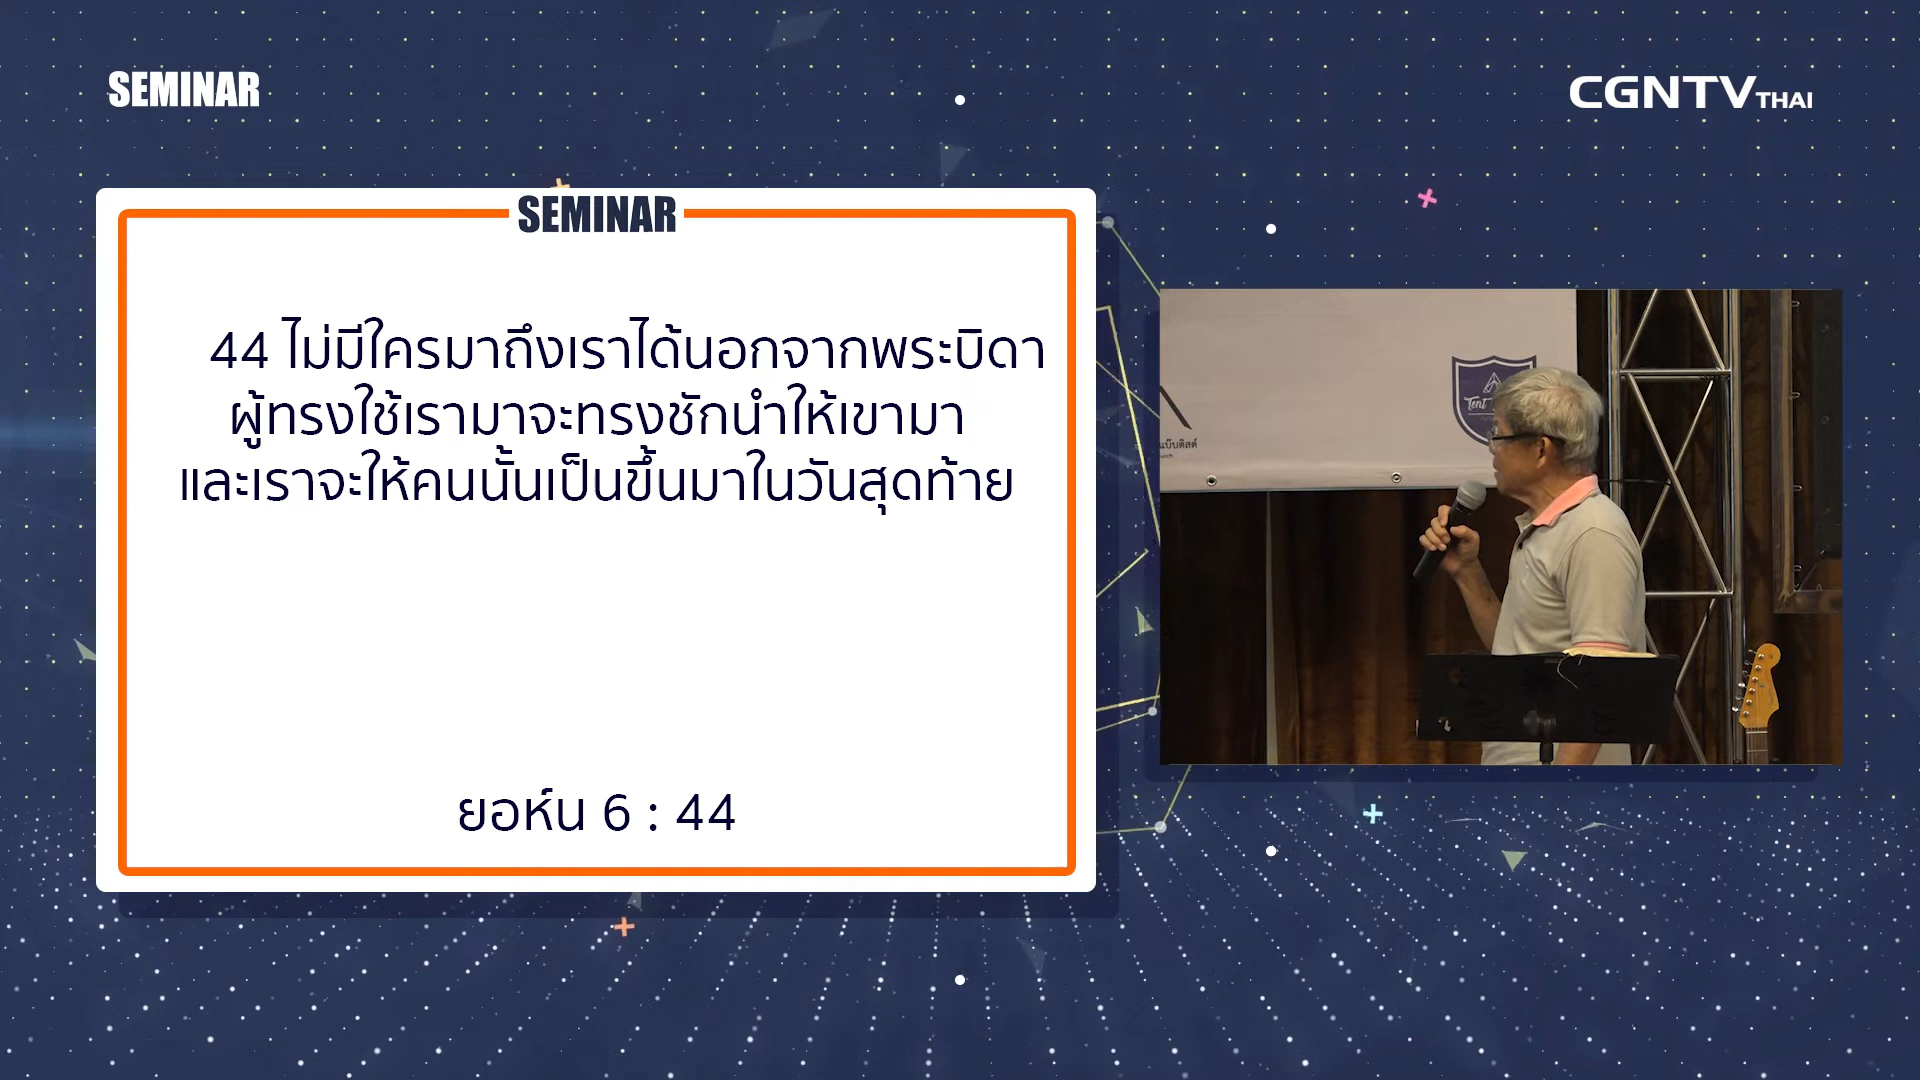 SEMINAR
CGNTV THAI
SEMINAR
44 ไม่มีใครมาถึงเราได้นอกจากพระบิดา
ผู้ทรงใช้เรามาจะทรงชักนำให้เขามา
และเราจะให้คนนั้นเป็นขึ้นมาในวันสุดท้าย
ยอห์น 6 : 44
Tent